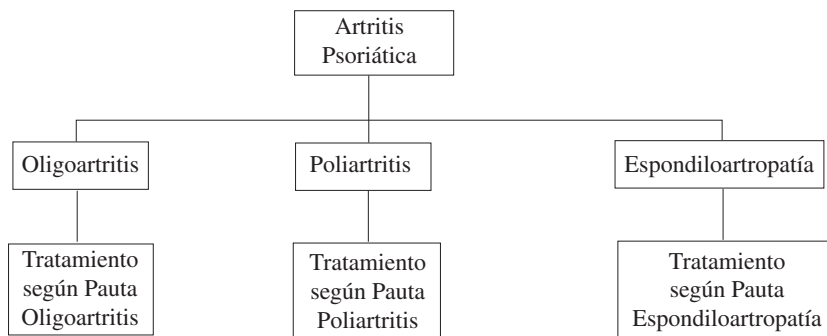 Artritis
Psoriática
Oligoartritis
Poliartritis
Espondiloartropatía
Tratamiento
según Pauta
Oligoartritis
Tratamiento
según Pauta
Poliartritis
Tratamiento
según Pauta
Espondiloartropatía